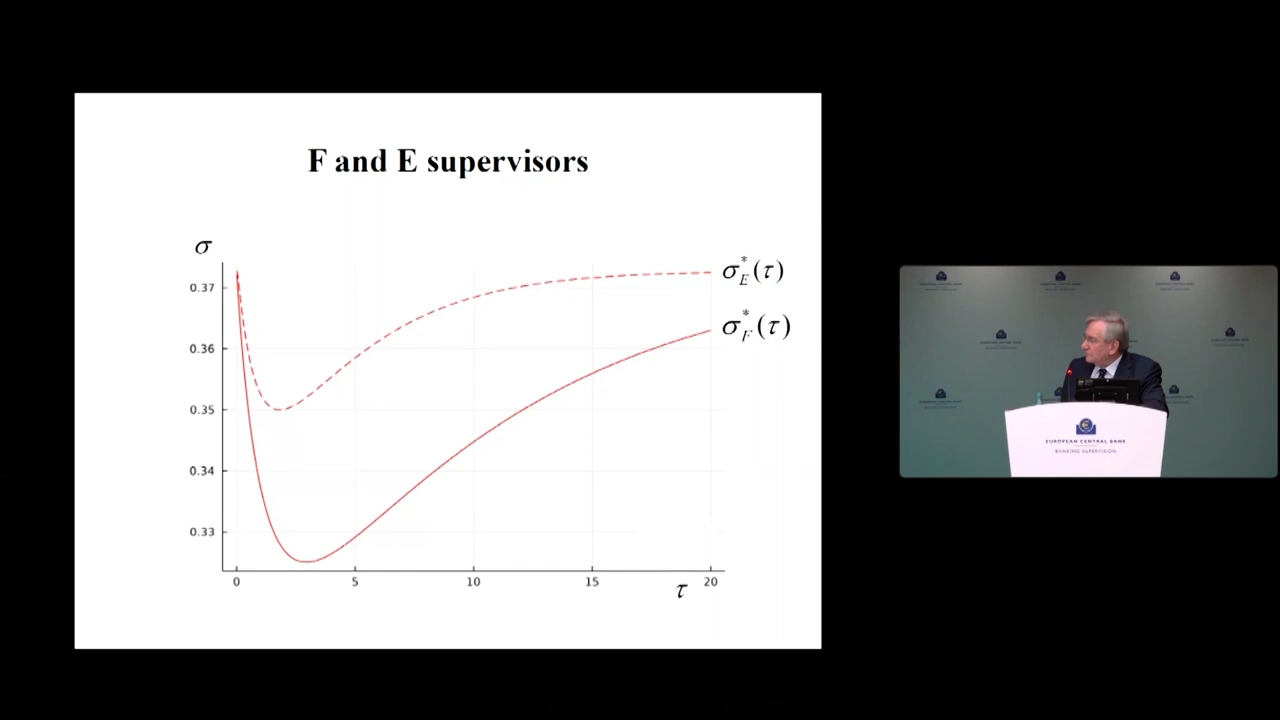 F and E supervisors
σ
0.37
0.36
0.35
0.34
0.33
0
5
10
15
20
τ
σ*E(τ)
σ*F(τ)
EUROPEAN CENTRAL BANK
BANKING SUPERVISION